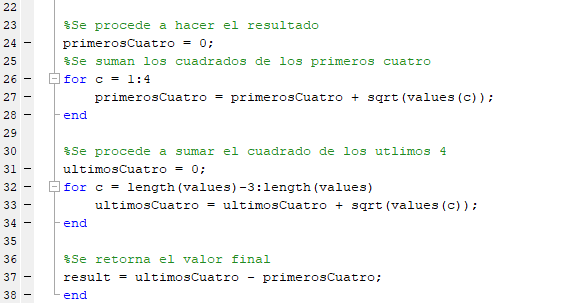 22
23 %Se procede a hacer el resultado
24 – primerosCuatro = 0;
25 %Se suman los cuadrados de los primeros cuatro
26 – for c = 1:4
27 – primerosCuatro = primerosCuatro + sqrt(values(c));
28 – end
29
30 %Se procede a sumar el cuadrado de los utlimos 4
31 – ultimosCuatro = 0;
32 – for c = length(values)-3:length(values)
33 – ultimosCuatro = ultimosCuatro + sqrt(values(c));
34 – end
35
36 %Se retorna el valor final
37 – result = ultimosCuatro - primerosCuatro;
38 – end